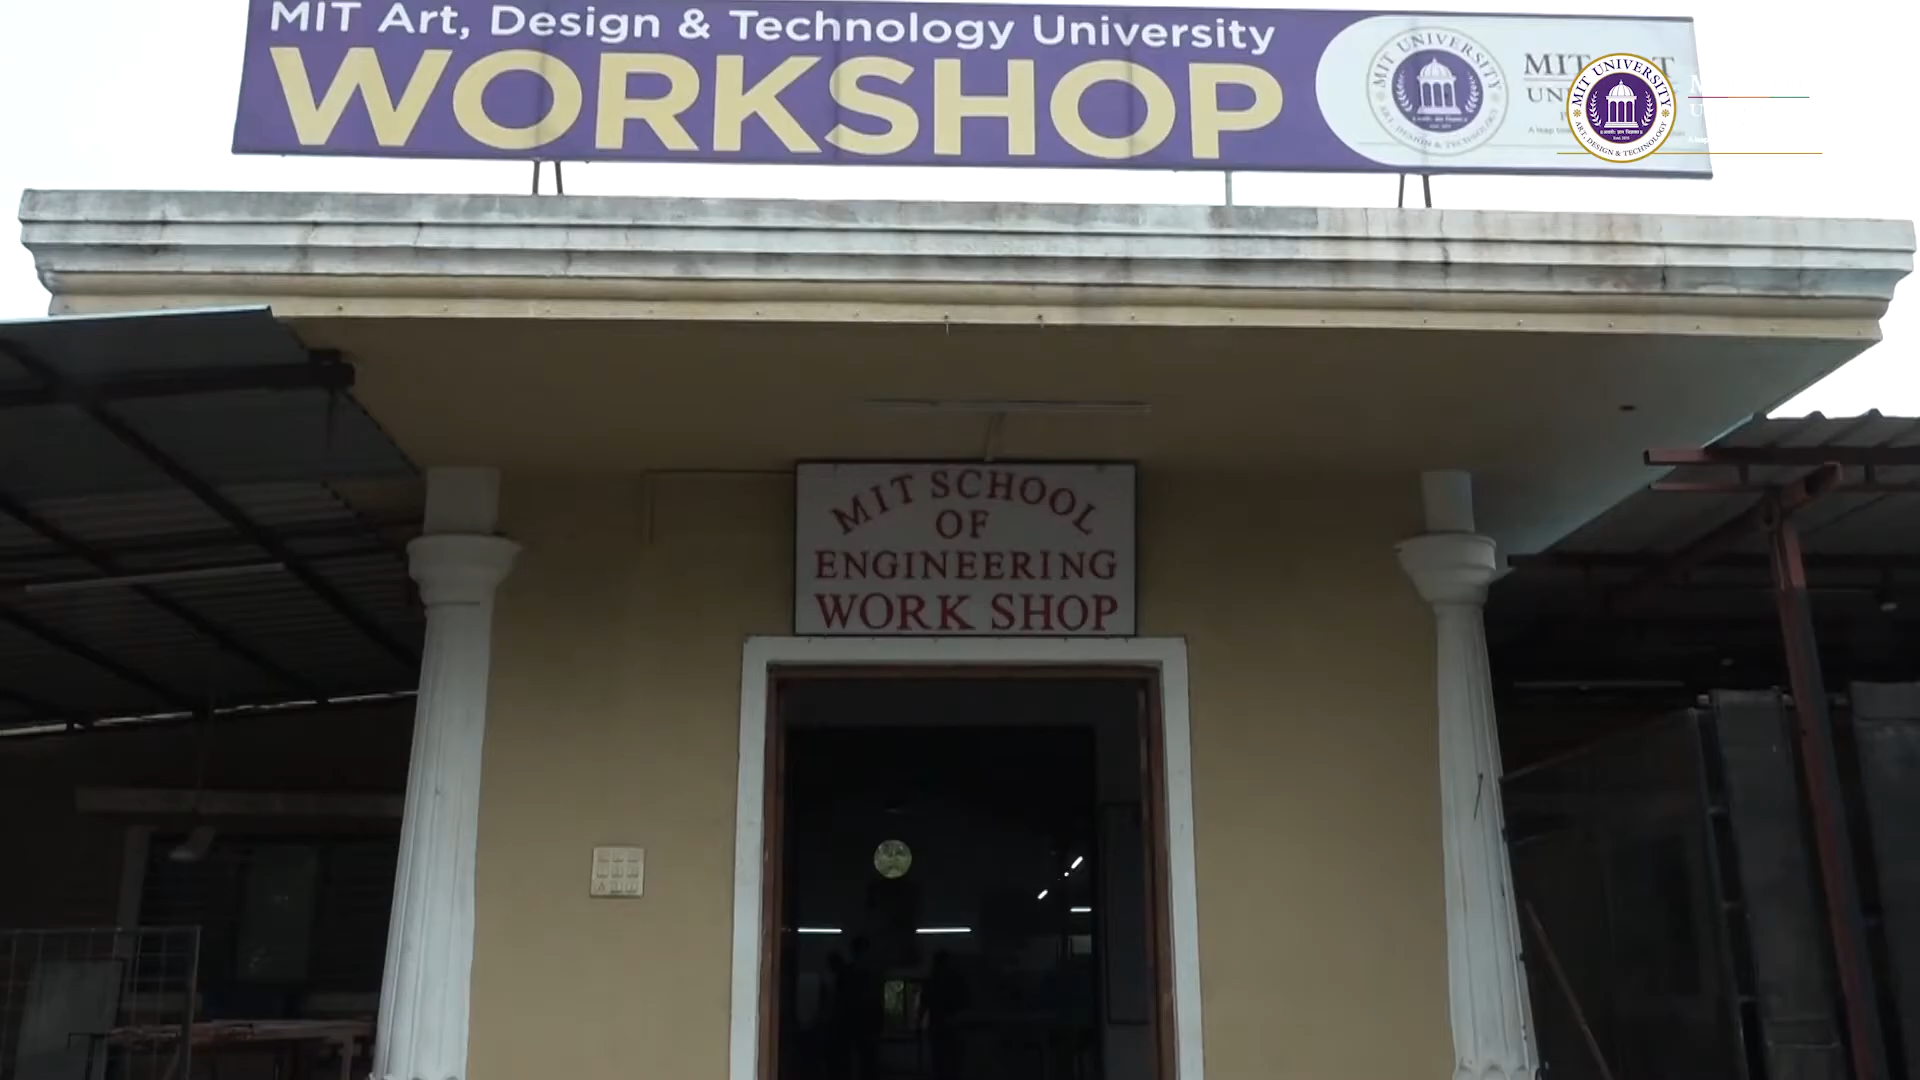 MIT Art, Design & Technology University
WORKSHOP
MIT UNIVERSITY
ART, DESIGN & TECHNOLOGY
MIT UNIVERSITY
ART, DESIGN & TECHNOLOGY
MIT SCHOOL
OF
ENGINEERING
WORK SHOP